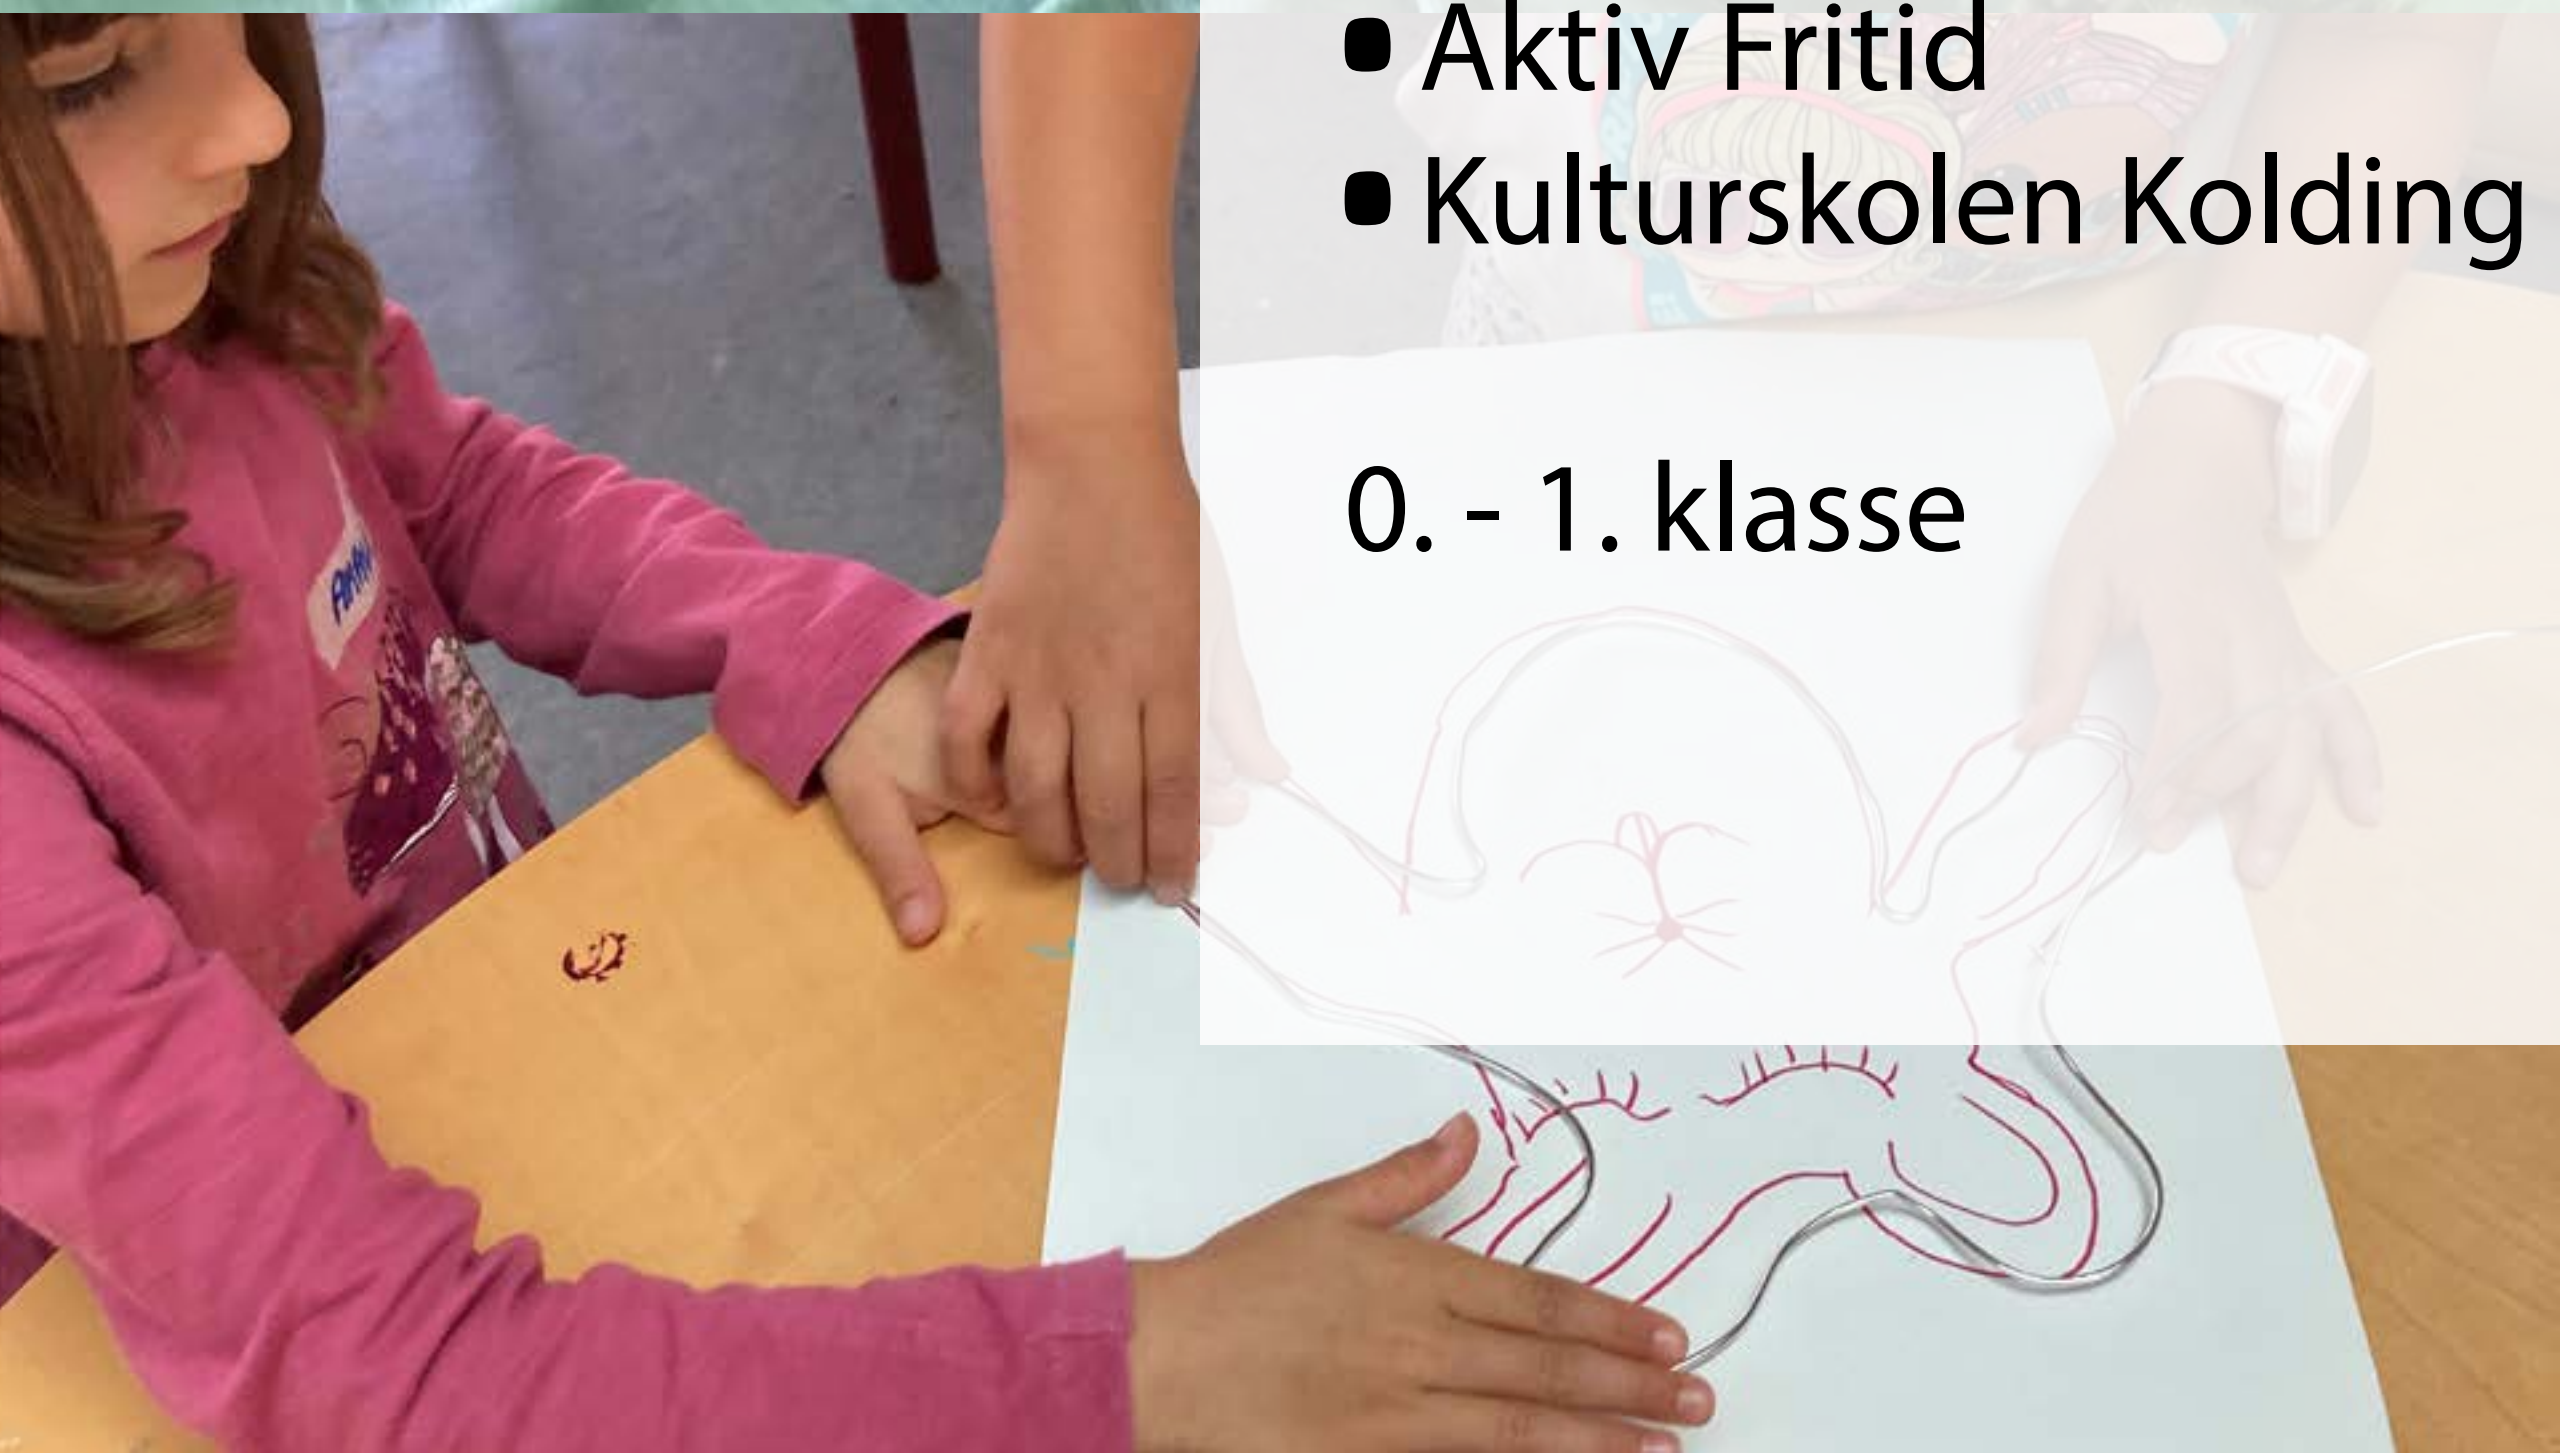 • Aktiv Fritid
• Kulturskolen Kolding
0. - 1. klasse